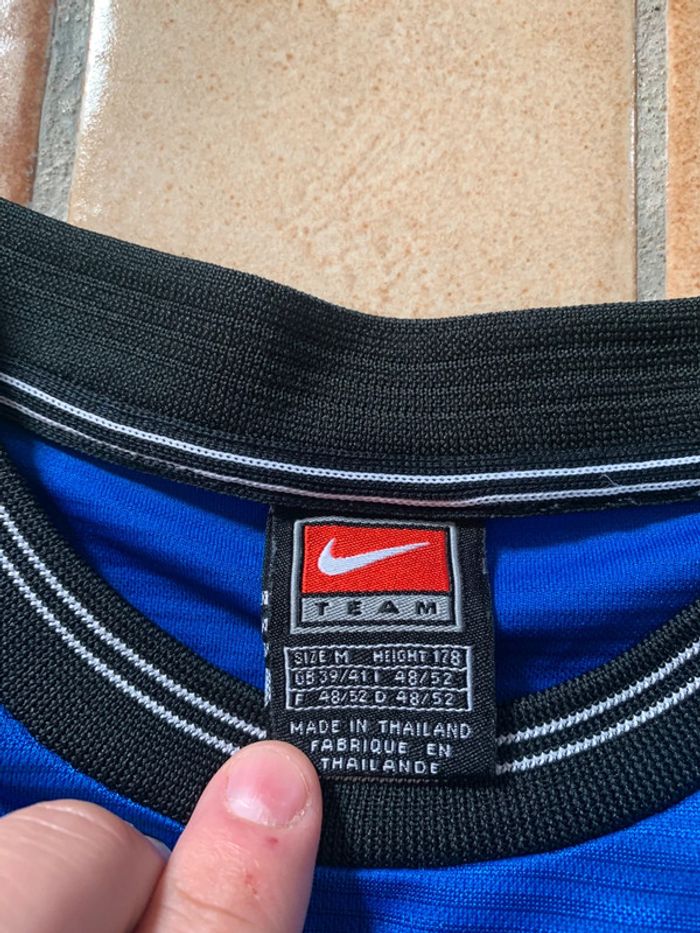 TEAM
SIZE M HEIGHT 178
GB 39/41 I 48/52
F 48/52 D 48/52
MADE IN THAILAND
FABRIQUE EN
THAILANDE